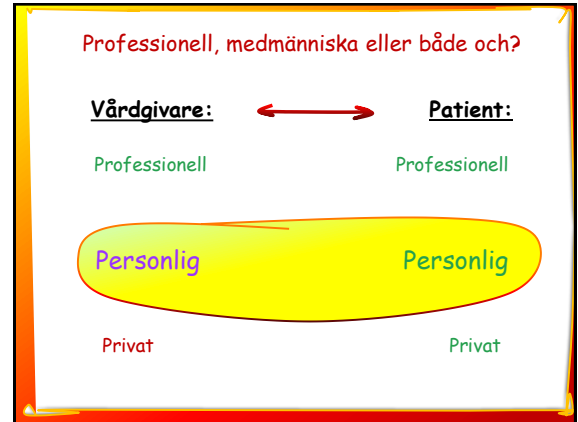 Professionell, medmänniska eller både och?
Vårdgivare: Patient:
Professionell Professionell
Personlig Personlig
Privat Privat